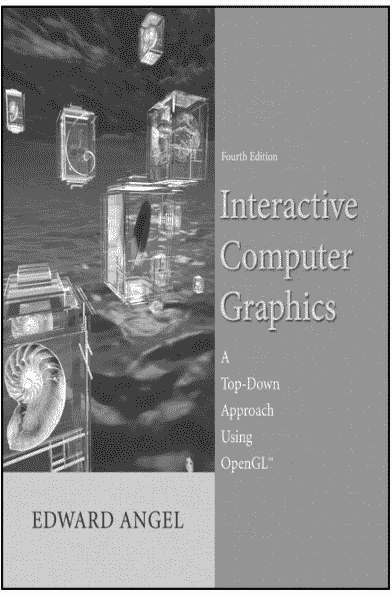 Fourth Edition
Interactive
Computer
Graphics
A
Top-Down
Approach
Using
OpenGL™
EDWARD ANGEL